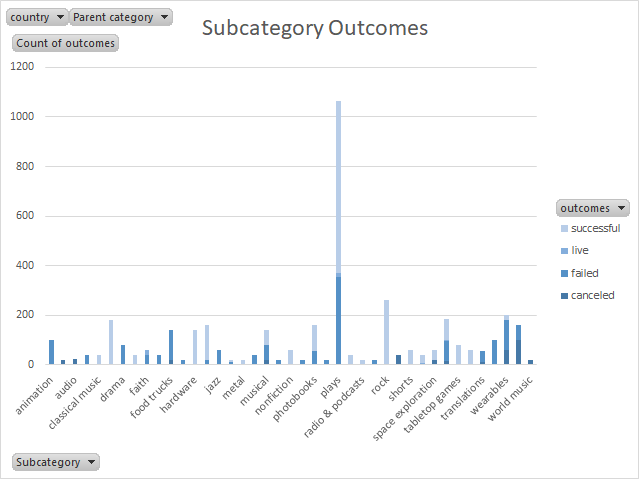 country Parent category
Subcategory Outcomes
Count of outcomes
1200
1000
800
600
400
200
0
outcomes
successful
live
failed
canceled
animation
audio
classical music
drama
faith
food trucks
hardware
jazz
metal
musical
nonfiction
photobooks
plays
radio & podcasts
rock
shorts
space exploration
tabletop games
translations
wearables
world music
Subcategory